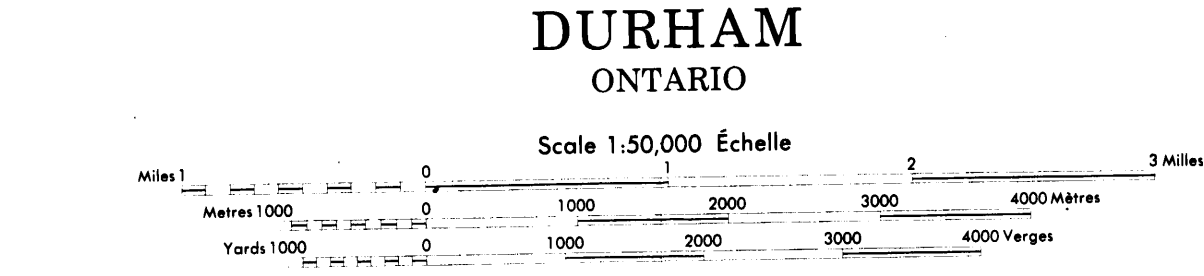 DURHAM
ONTARIO
Scale 1:50,000 Échelle
Miles 1 0 1 2 3 Milles
Metres 1000 0 1000 2000 3000 4000 Mètres
Yards 1000 0 1000 2000 3000 4000 Verges